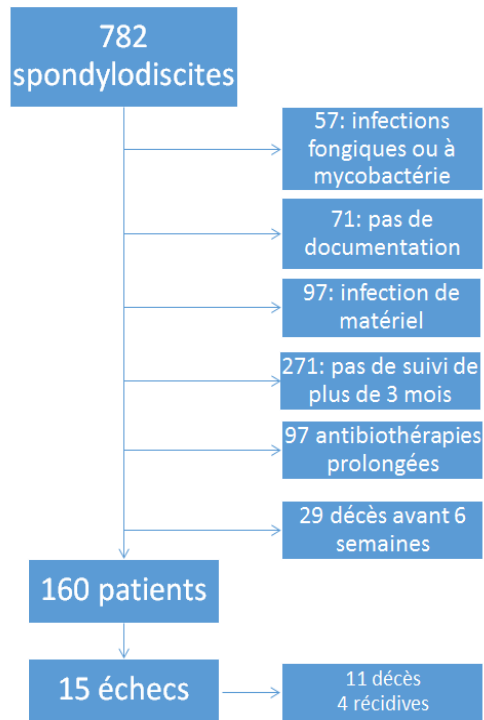 782
spondylodiscites
57: infections
fongiques ou à
mycobactérie
71: pas de
documentation
97: infection de
matériel
271: pas de suivi de
plus de 3 mois
97 antibiothérapies
prolongées
29 décès avant 6
semaines
160 patients
15 échecs
11 décès
4 récidives